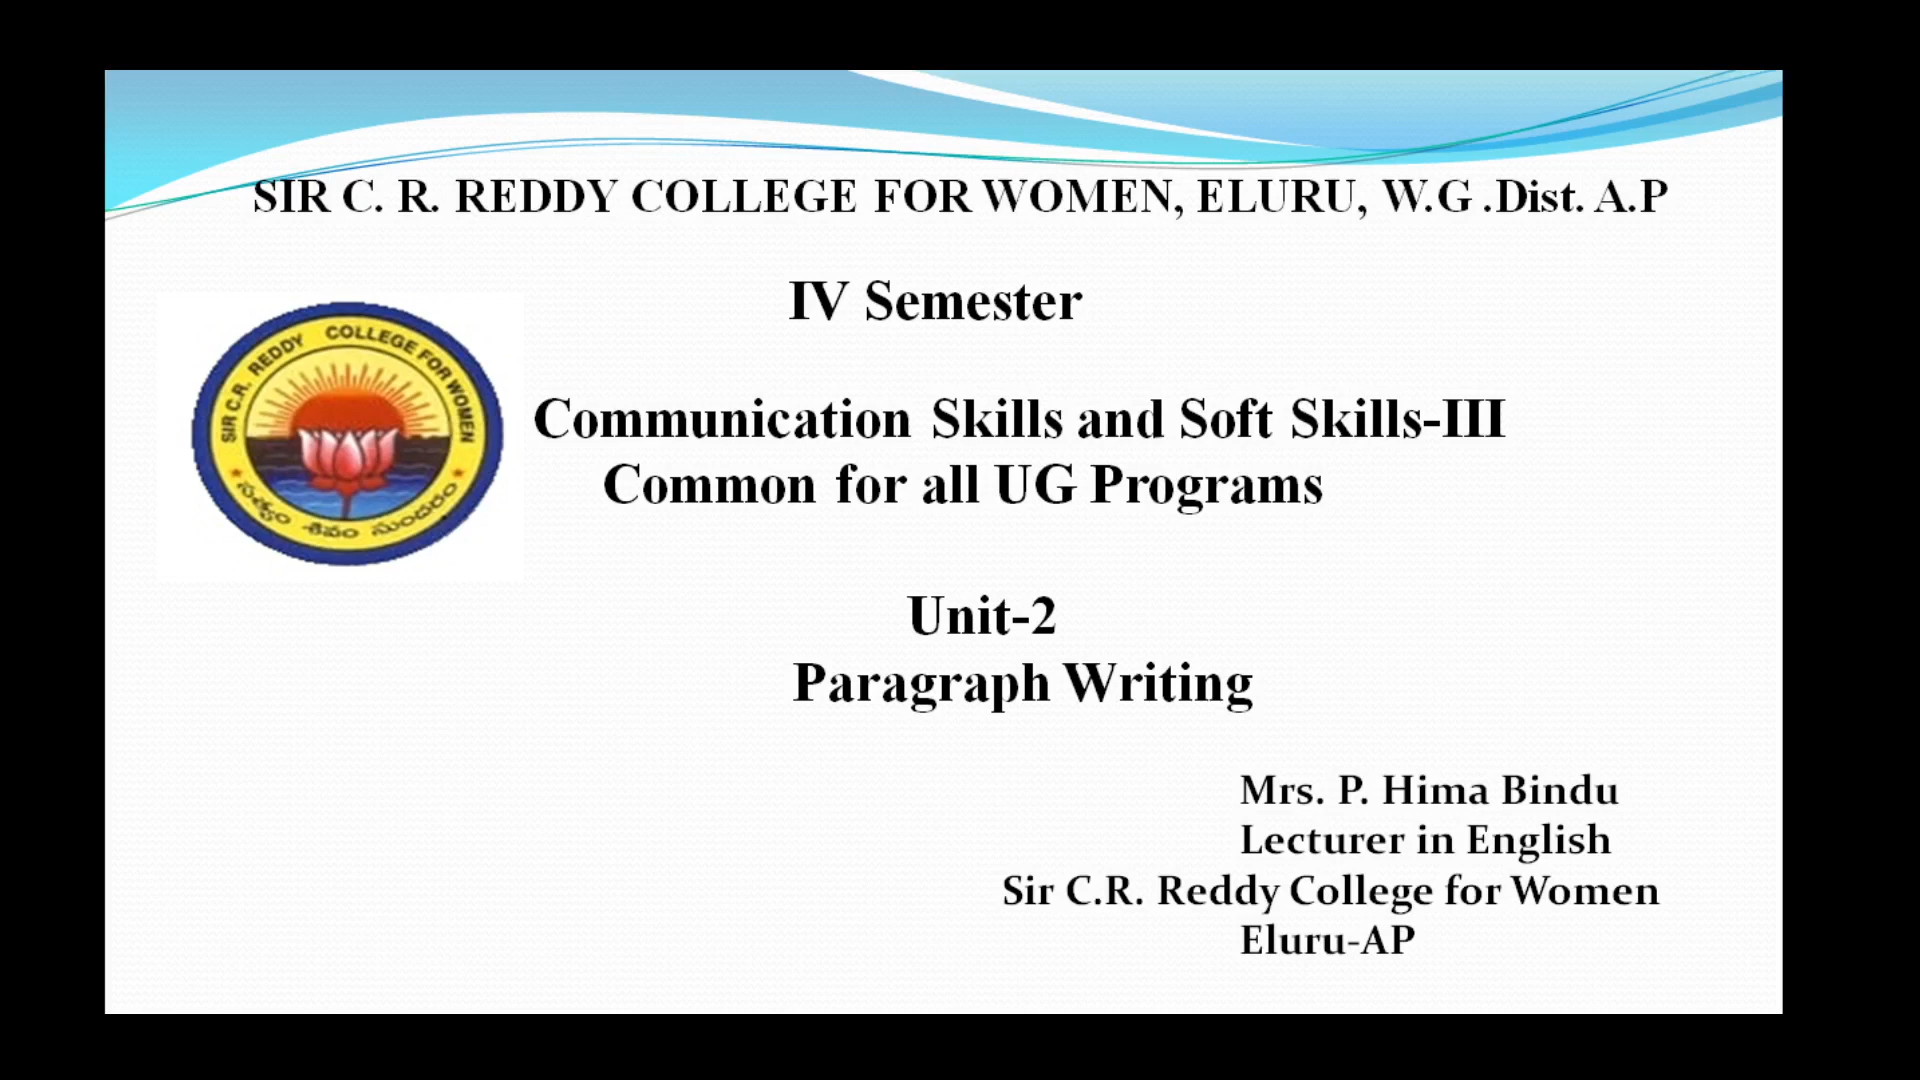 SIR C. R. REDDY COLLEGE FOR WOMEN, ELURU, W.G .Dist. A.P
IV Semester
SIR C.R. REDDY COLLEGE FOR WOMEN
సత్యం శివం సుందరం
Communication Skills and Soft Skills-III
Common for all UG Programs
Unit-2
Paragraph Writing
Mrs. P. Hima Bindu
Lecturer in English
Sir C.R. Reddy College for Women
Eluru-AP